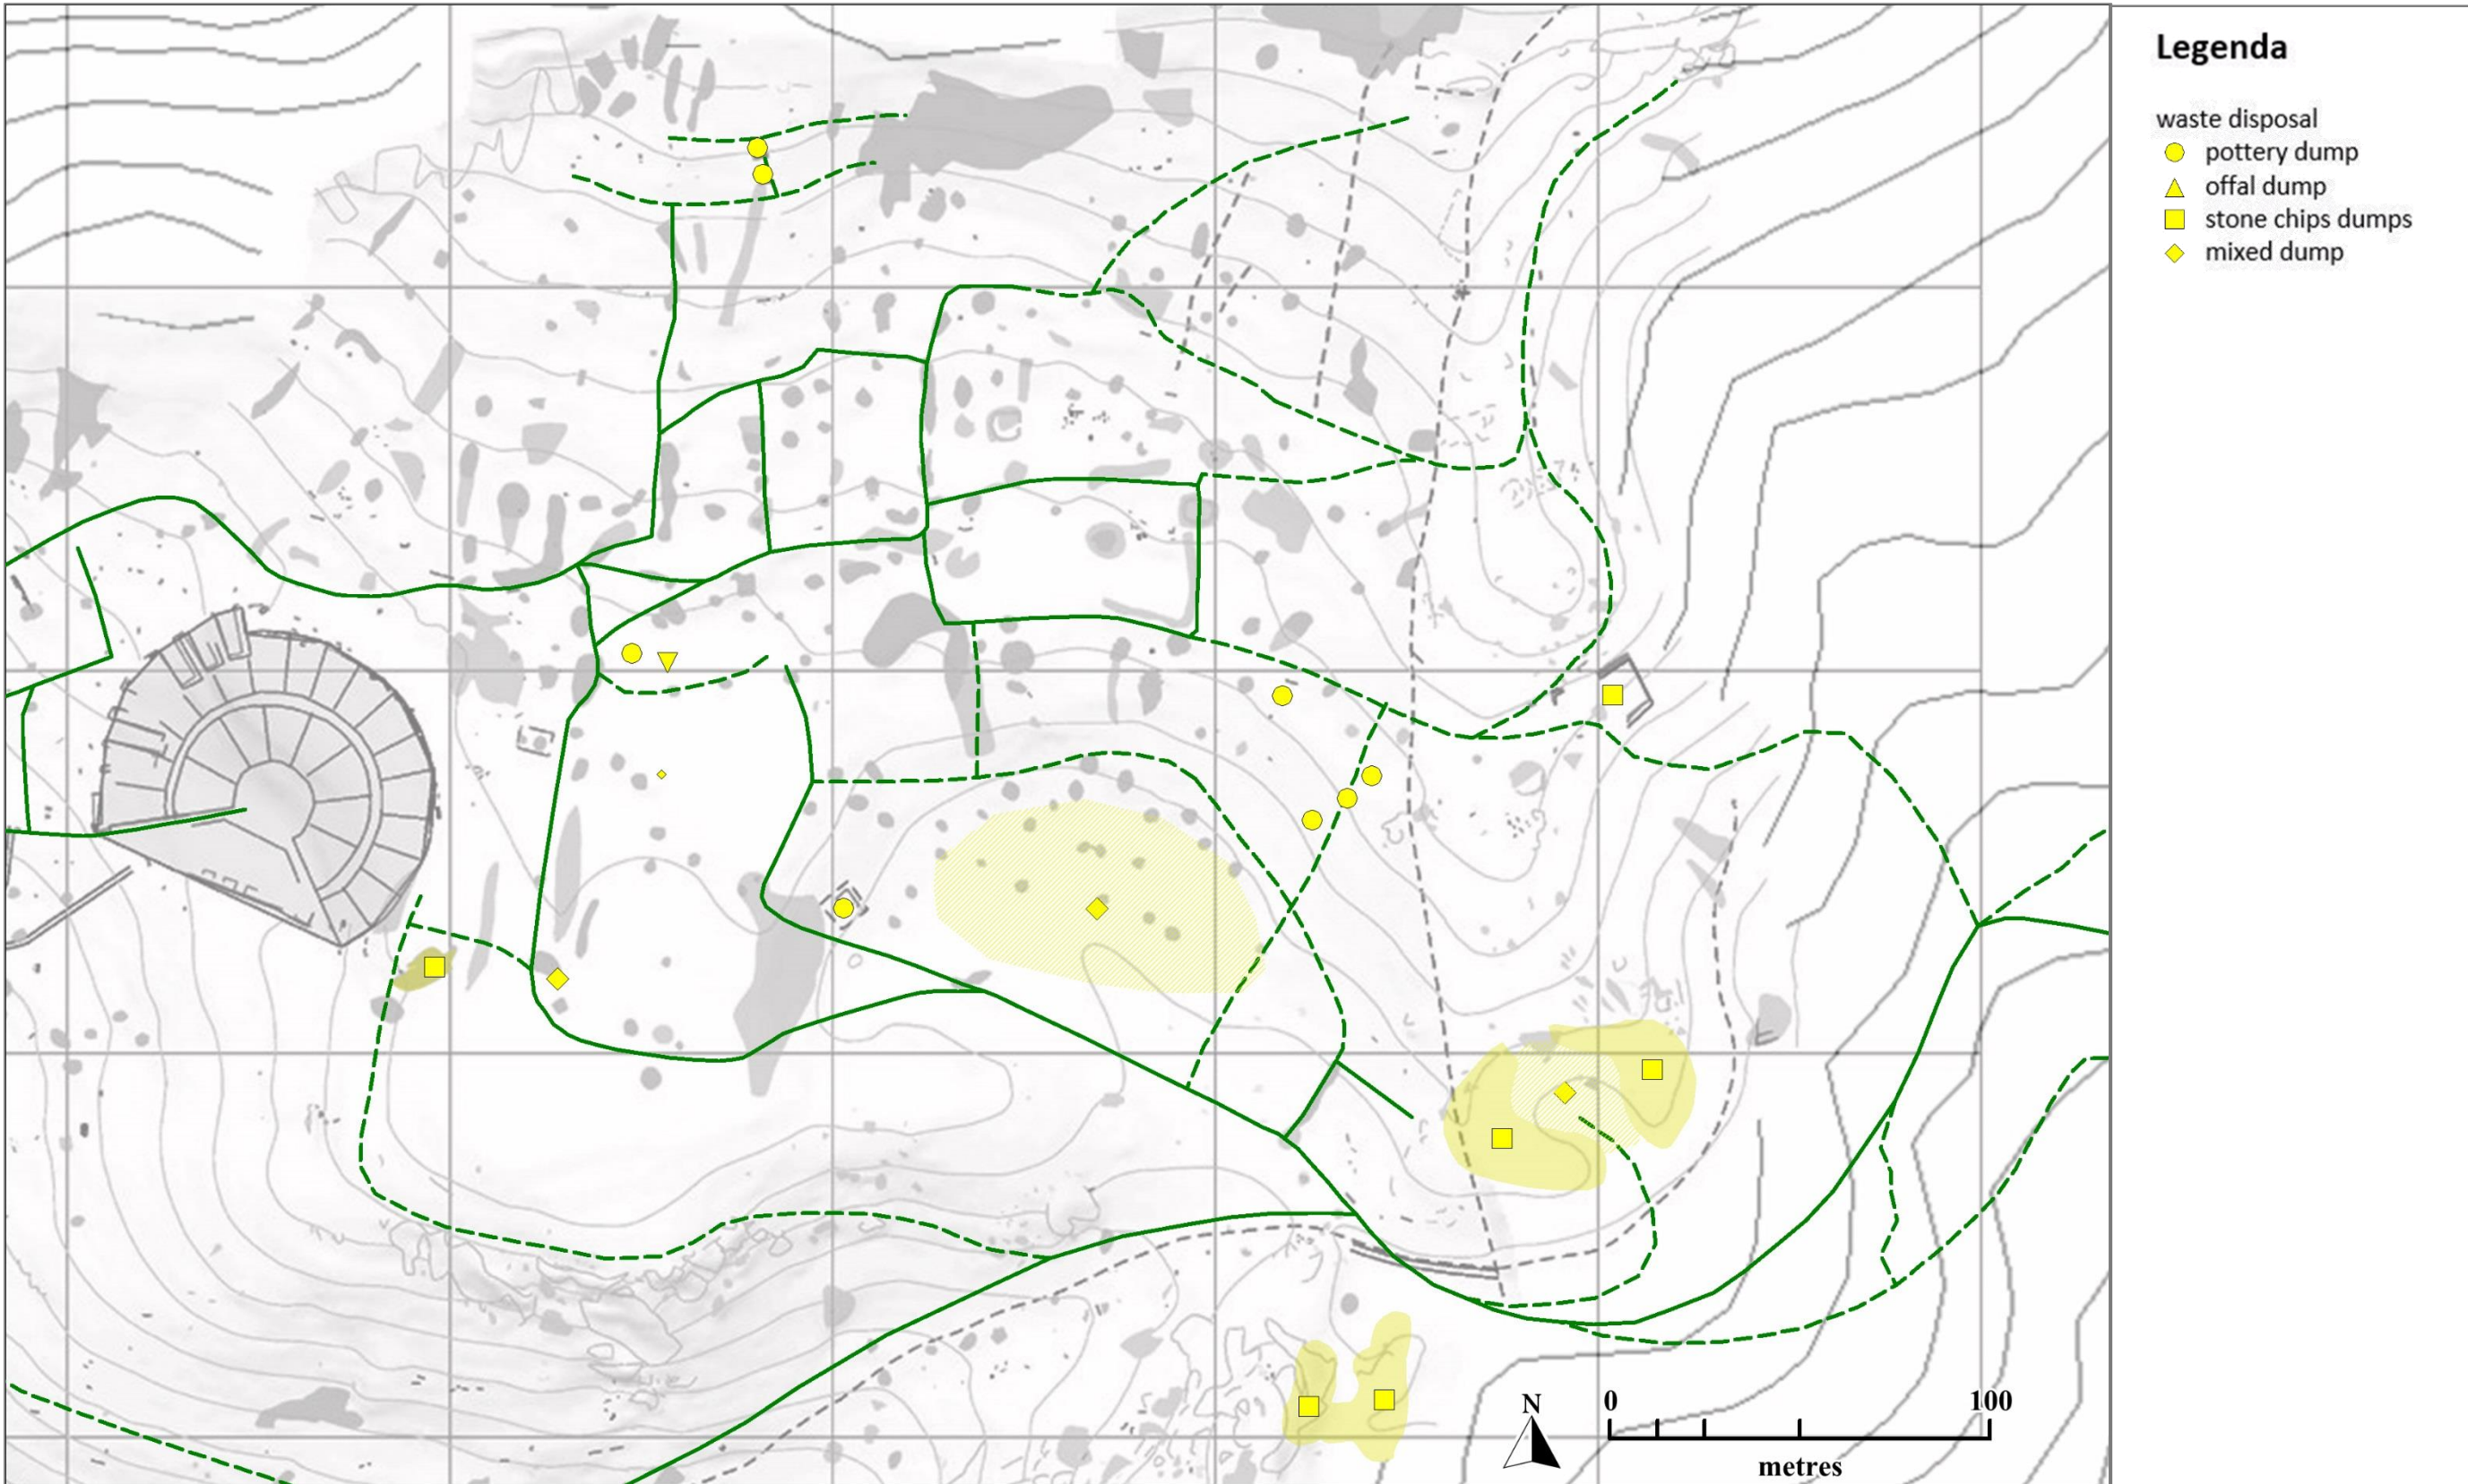 Legenda
waste disposal
pottery dump
offal dump
stone chips dumps
mixed dump
N
0 100
metres